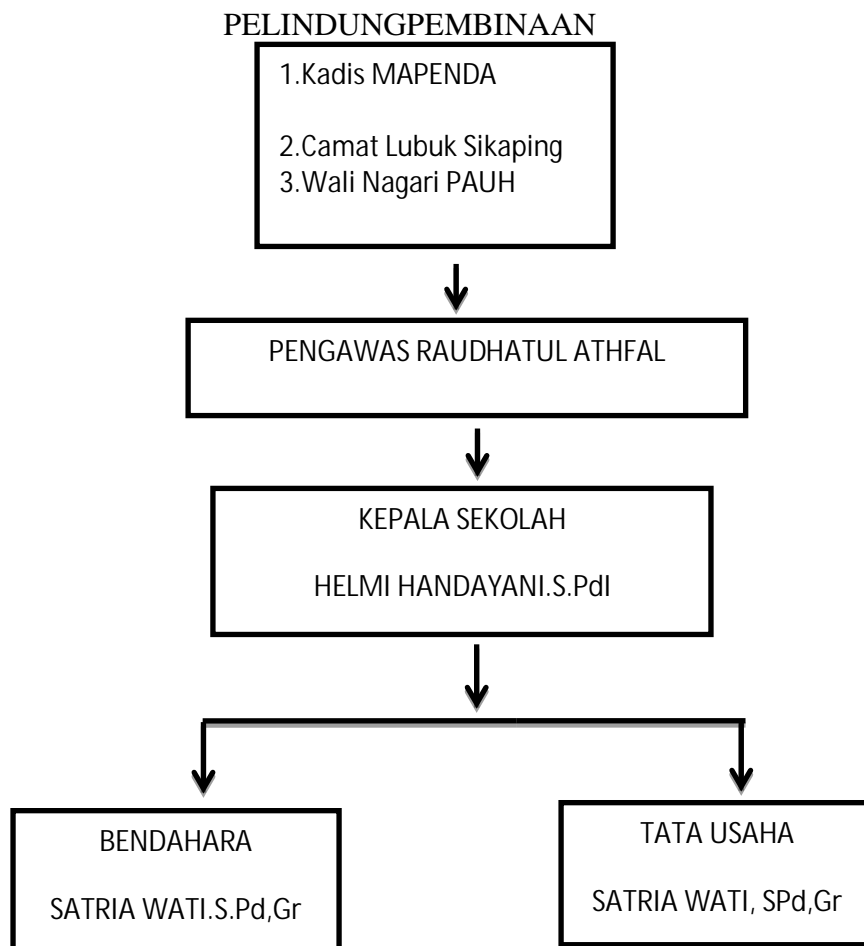 PELINDUNGPEMBINAAN
1.Kadis MAPENDA
2.Camat Lubuk Sikaping
3.Wali Nagari PAUH
PENGAWAS RAUDHATUL ATHFAL
KEPALA SEKOLAH
HELMI HANDAYANI.S.PdI
BENDAHARA
SATRIA WATI.S.Pd,Gr
TATA USAHA
SATRIA WATI, SPd,Gr